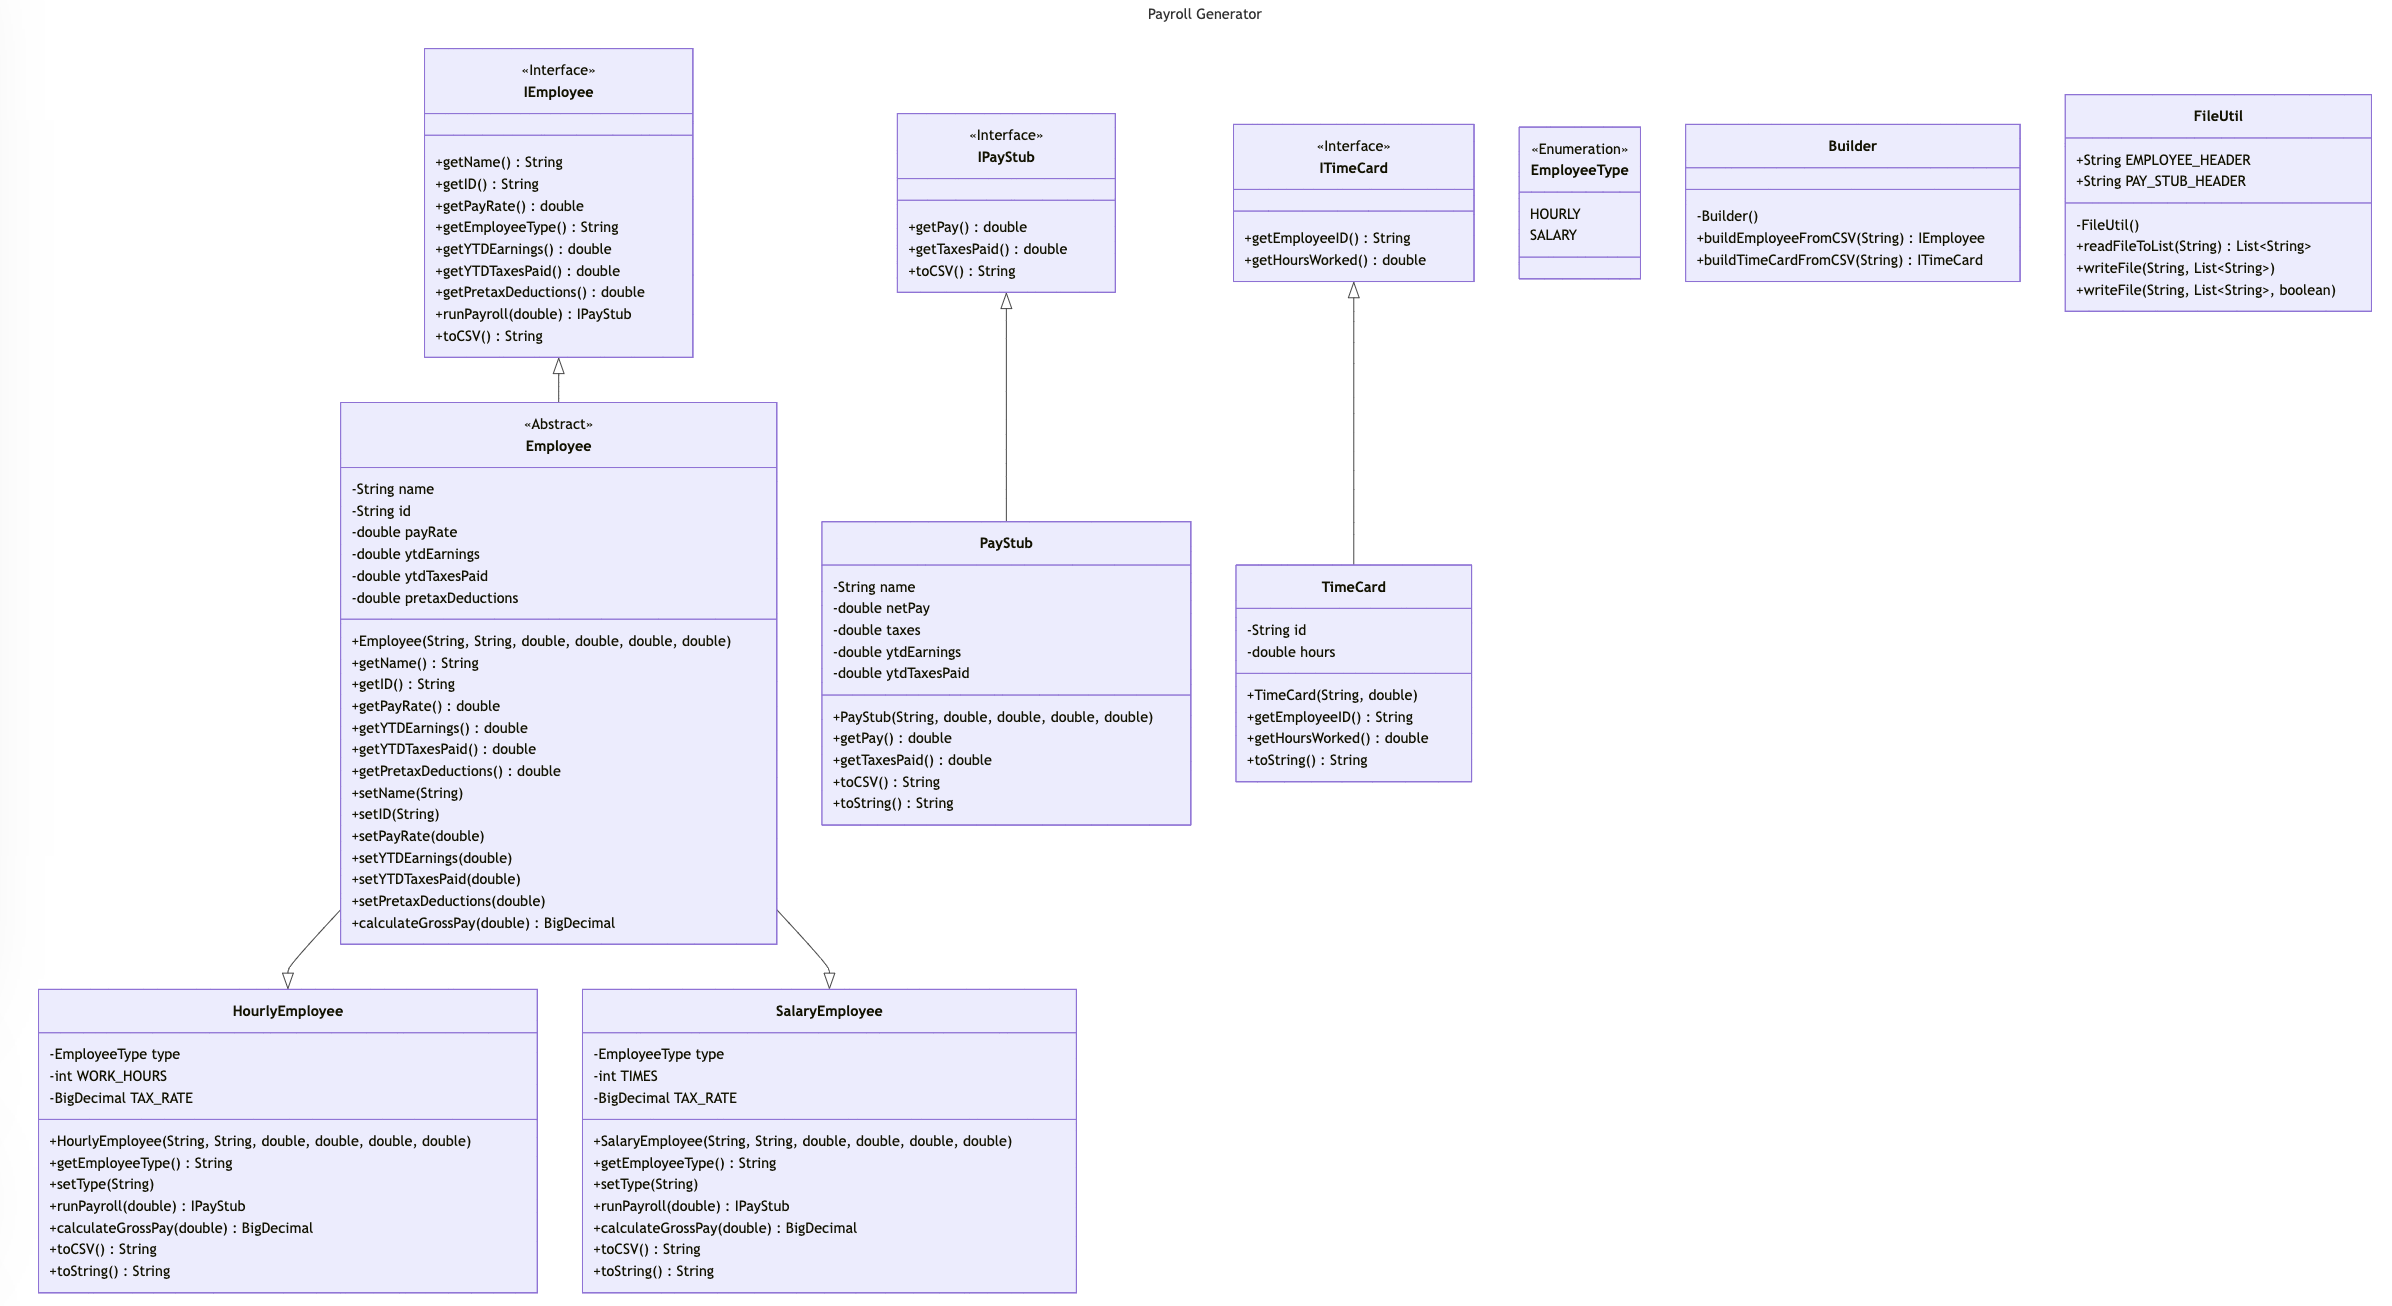 Payroll Generator
«Interface»
IEmployee
+getName() : String
+getID() : String
+getPayRate() : double
+getEmployeeType() : String
+getYTDEarnings() : double
+getYTDTaxesPaid() : double
+getPretaxDeductions() : double
+runPayroll(double) : IPayStub
+toCSV() : String
«Interface»
IPayStub
+getPay() : double
+getTaxesPaid() : double
+toCSV() : String
«Interface»
ITimeCard
+getEmployeeID() : String
+getHoursWorked() : double
«Enumeration»
EmployeeType
HOURLY
SALARY
Builder
-Builder()
+buildEmployeeFromCSV(String) : IEmployee
+buildTimeCardFromCSV(String) : ITimeCard
FileUtil
+String EMPLOYEE_HEADER
+String PAY_STUB_HEADER
-FileUtil()
+readFileToList(String) : List<String>
+writeFile(String, List<String>)
+writeFile(String, List<String>, boolean)
«Abstract»
Employee
-String name
-String id
-double payRate
-double ytdEarnings
-double ytdTaxesPaid
-double pretaxDeductions
+Employee(String, String, double, double, double, double)
+getName() : String
+getID() : String
+getPayRate() : double
+getYTDEarnings() : double
+getYTDTaxesPaid() : double
+getPretaxDeductions() : double
+setName(String)
+setID(String)
+setPayRate(double)
+setYTDEarnings(double)
+setYTDTaxesPaid(double)
+setPretaxDeductions(double)
+calculateGrossPay(double) : BigDecimal
PayStub
-String name
-double netPay
-double taxes
-double ytdEarnings
-double ytdTaxesPaid
+PayStub(String, double, double, double, double)
+getPay() : double
+getTaxesPaid() : double
+toCSV() : String
+toString() : String
TimeCard
-String id
-double hours
+TimeCard(String, double)
+getEmployeeID() : String
+getHoursWorked() : double
+toString() : String
HourlyEmployee
-EmployeeType type
-int WORK_HOURS
-BigDecimal TAX_RATE
+HourlyEmployee(String, String, double, double, double, double)
+getEmployeeType() : String
+setType(String)
+runPayroll(double) : IPayStub
+calculateGrossPay(double) : BigDecimal
+toCSV() : String
+toString() : String
SalaryEmployee
-EmployeeType type
-int TIMES
-BigDecimal TAX_RATE
+SalaryEmployee(String, String, double, double, double, double)
+getEmployeeType() : String
+setType(String)
+runPayroll(double) : IPayStub
+calculateGrossPay(double) : BigDecimal
+toCSV() : String
+toString() : String